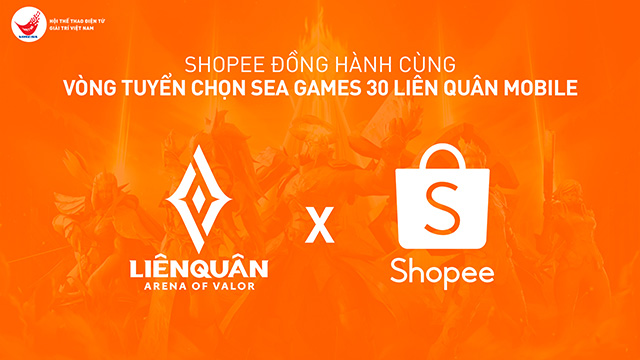 HỘI THỂ THAO ĐIỆN TỬ
GIẢI TRÍ VIỆT NAM
SHOPEE ĐỒNG HÀNH CÙNG
VÒNG TUYỂN CHỌN SEA GAMES 30 LIÊN QUÂN MOBILE
X
S
LIÊNQUÂN
ARENA OF VALOR
Shopee